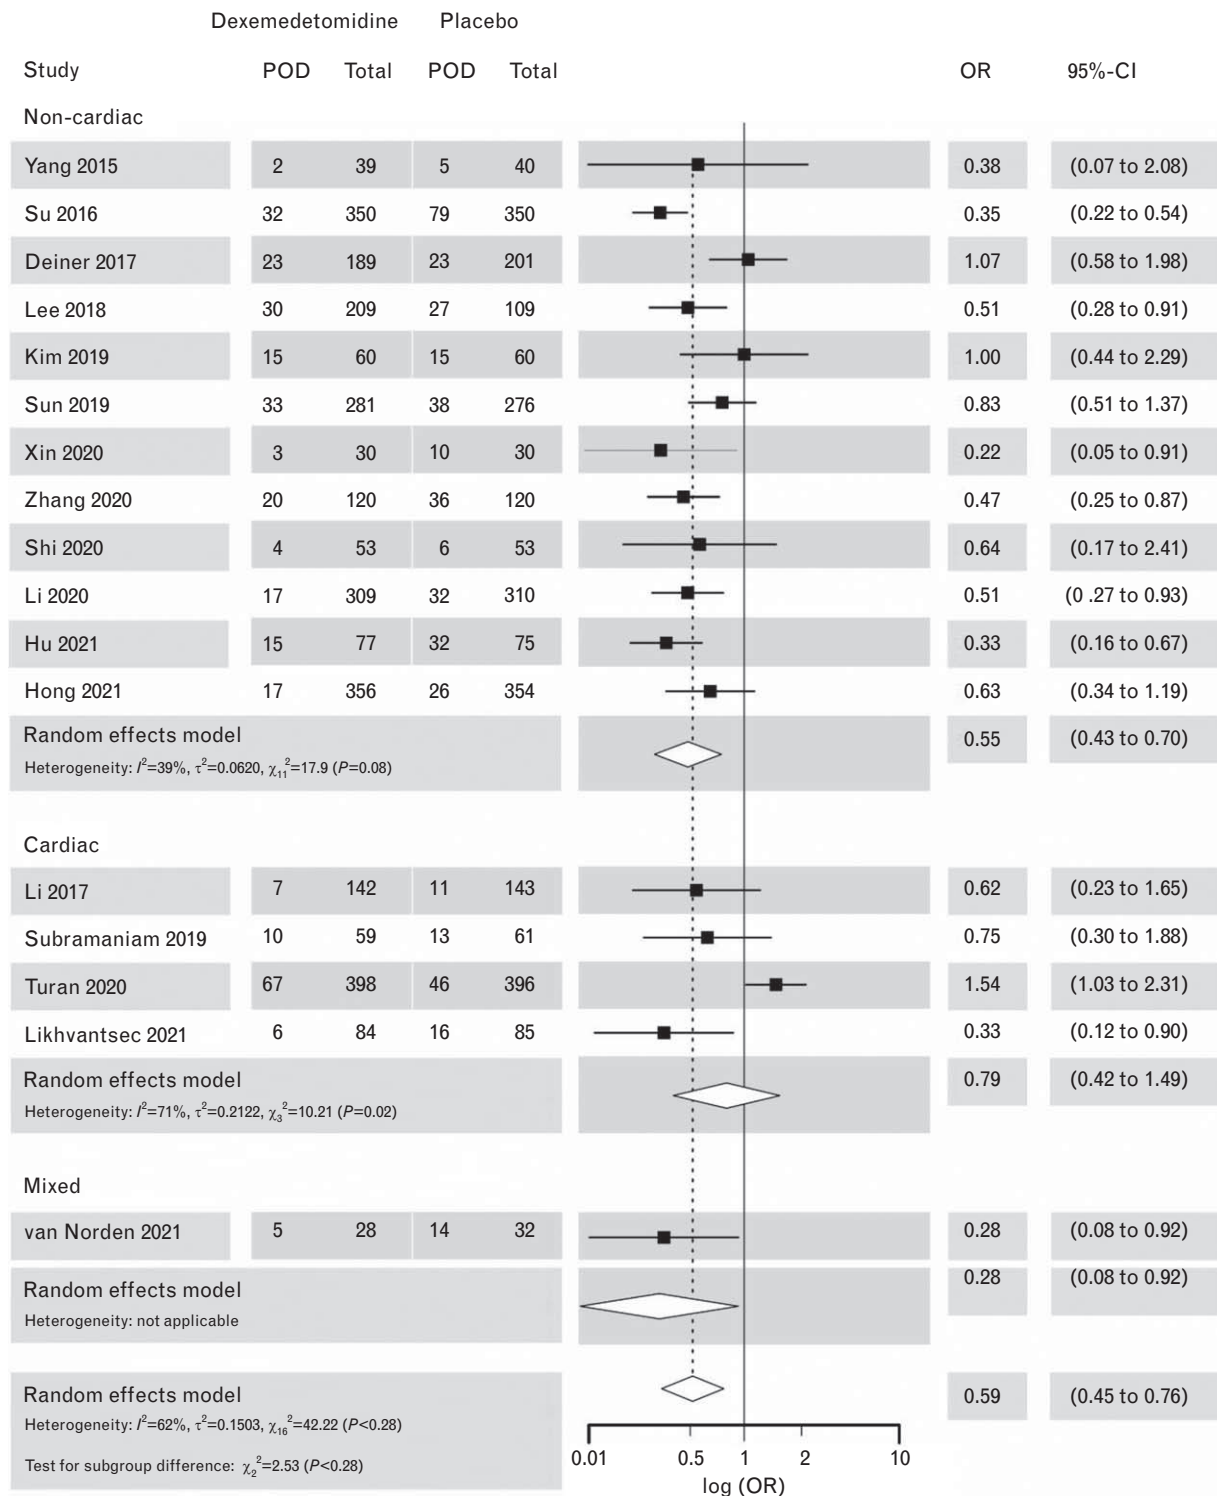 Dexemedetomidine Placebo
Study POD Total POD Total OR 95%-CI
Non-cardiac
Yang 2015 2 39 5 40 0.38 (0.07 to 2.08)
Su 2016 32 350 79 350 0.35 (0.22 to 0.54)
Deiner 2017 23 189 23 201 1.07 (0.58 to 1.98)
Lee 2018 30 209 27 109 0.51 (0.28 to 0.91)
Kim 2019 15 60 15 60 1.00 (0.44 to 2.29)
Sun 2019 33 281 38 276 0.83 (0.51 to 1.37)
Xin 2020 3 30 10 30 0.22 (0.05 to 0.91)
Zhang 2020 20 120 36 120 0.47 (0.25 to 0.87)
Shi 2020 4 53 6 53 0.64 (0.17 to 2.41)
Li 2020 17 309 32 310 0.51 (0 .27 to 0.93)
Hu 2021 15 77 32 75 0.33 (0.16 to 0.67)
Hong 2021 17 356 26 354 0.63 (0.34 to 1.19)
Random effects model 0.55 (0.43 to 0.70)
Heterogeneity: I²=39%, τ²=0.0620, χ₁₁²=17.9 (P=0.08)
Cardiac
Li 2017 7 142 11 143 0.62 (0.23 to 1.65)
Subramaniam 2019 10 59 13 61 0.75 (0.30 to 1.88)
Turan 2020 67 398 46 396 1.54 (1.03 to 2.31)
Likhvantsec 2021 6 84 16 85 0.33 (0.12 to 0.90)
Random effects model 0.79 (0.42 to 1.49)
Heterogeneity: I²=71%, τ²=0.2122, χ₃²=10.21 (P=0.02)
Mixed
van Norden 2021 5 28 14 32 0.28 (0.08 to 0.92)
Random effects model 0.28 (0.08 to 0.92)
Heterogeneity: not applicable
Random effects model 0.59 (0.45 to 0.76)
Heterogeneity: I²=62%, τ²=0.1503, χ₁₆²=42.22 (P<0.28)
Test for subgroup difference: χ₂²=2.53 (P<0.28)
0.01 0.5 1 2 10
log (OR)